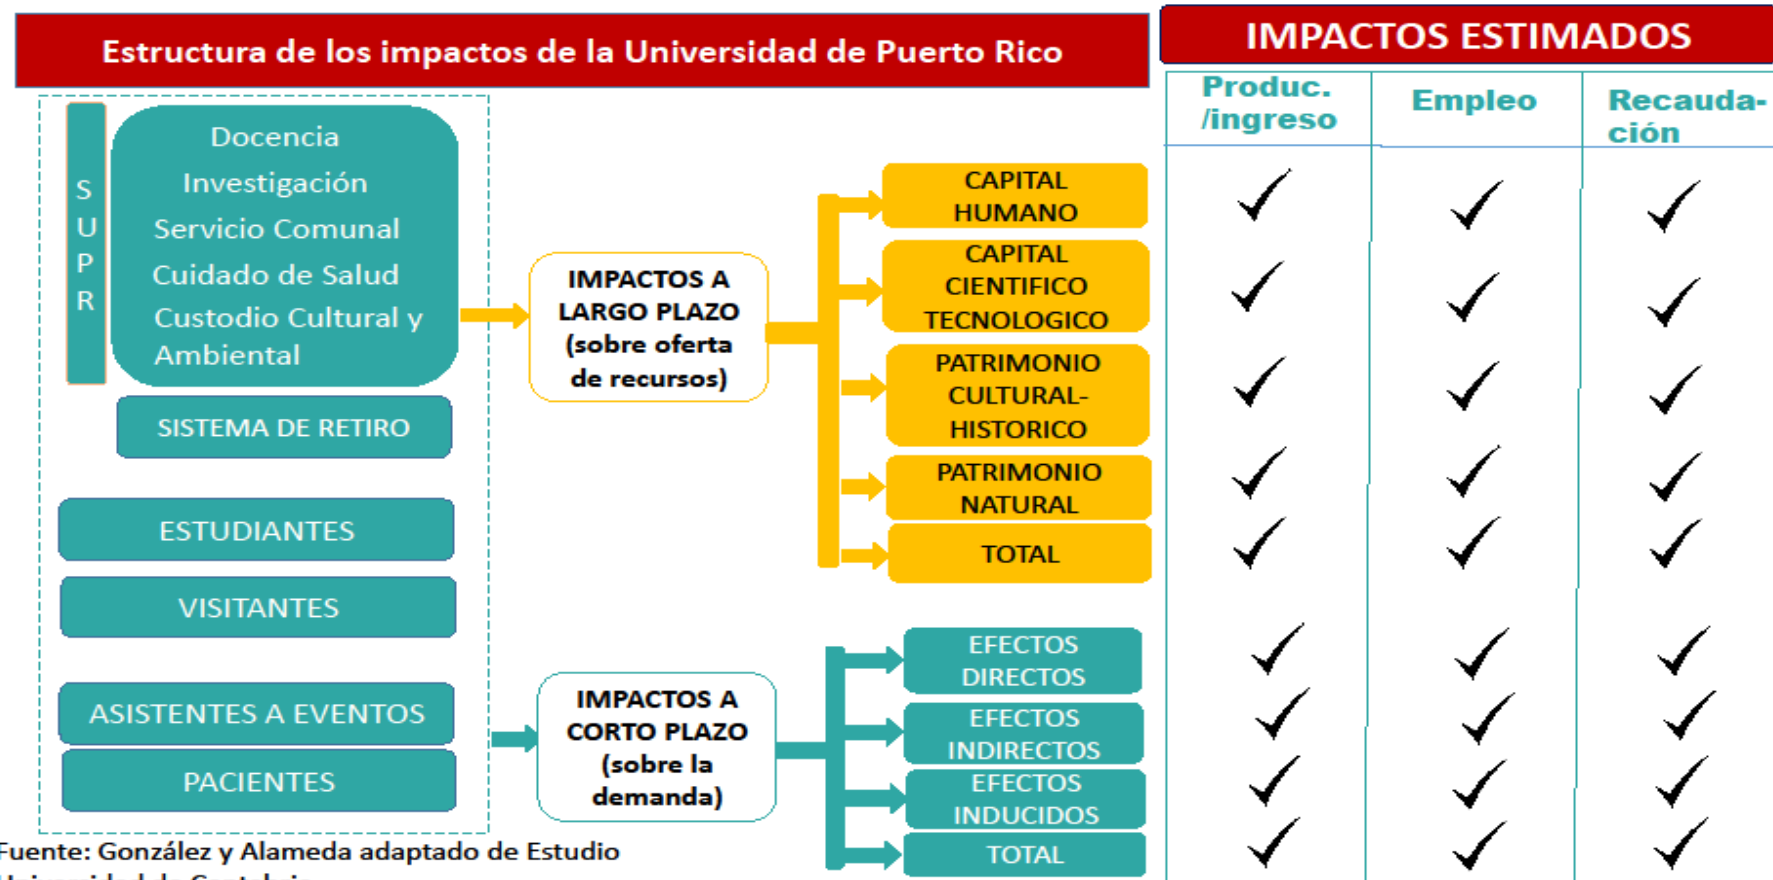 Estructura de los impactos de la Universidad de Puerto Rico
IMPACTOS ESTIMADOS
Produc.
/ingreso
Empleo
Recauda-
ción
S
U
P
R
Docencia
Investigación
Servicio Comunal
Cuidado de Salud
Custodio Cultural y
Ambiental
SISTEMA DE RETIRO
ESTUDIANTES
VISITANTES
ASISTENTES A EVENTOS
PACIENTES
IMPACTOS A
LARGO PLAZO
(sobre oferta
de recursos)
CAPITAL
HUMANO
CAPITAL
CIENTIFICO
TECNOLOGICO
PATRIMONIO
CULTURAL-
HISTORICO
PATRIMONIO
NATURAL
TOTAL
IMPACTOS A
CORTO PLAZO
(sobre la
demanda)
EFECTOS
DIRECTOS
EFECTOS
INDIRECTOS
EFECTOS
INDUCIDOS
TOTAL
Fuente: González y Alameda adaptado de Estudio